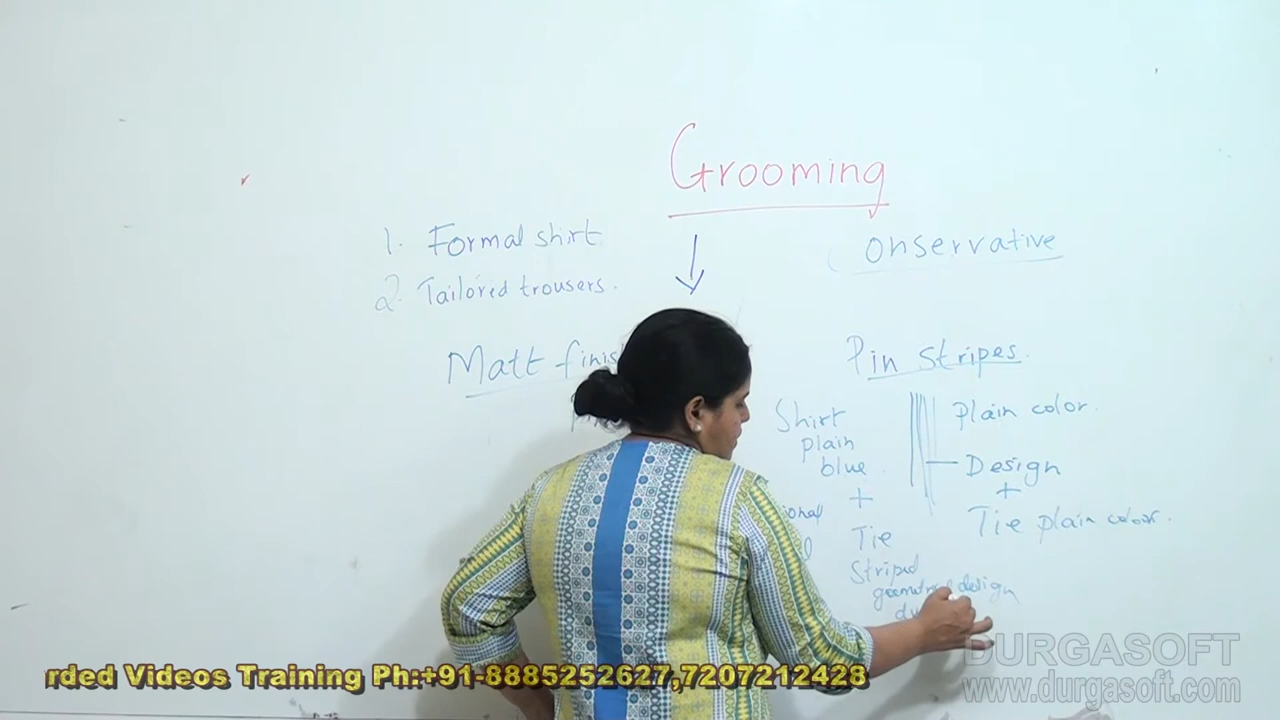 Grooming
1. Formal shirt
2. Tailored trousers.
onservative
Matt finis
Pin stripes.
Shirt
plain
blue
+
Tie
Striped
design
Plain color.
Design
+
Tie plain color.
onal
rded Videos Training Ph:+91-8885252627,7207212428
DURGASOFT
www.durgasoft.com